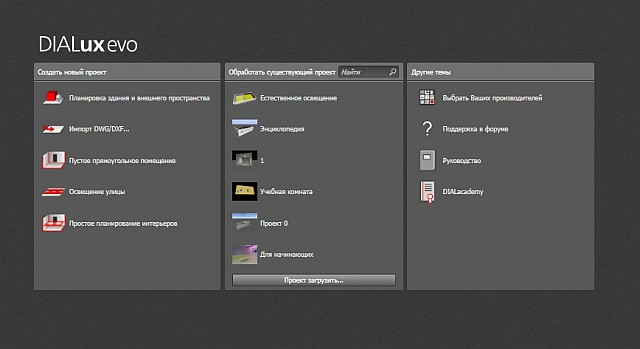 DIALux evo
Создать новый проект
Планировка здания и внешнего пространства
Импорт DWG/DXF...
Пустое прямоугольное помещение
Освещение улицы
Простое планирование интерьеров
Обработать существующий проект
Найти
Естественное освещение
Энциклопедия
1
Учебная комната
Проект 0
Для начинающих
Проект загрузить...
Другие темы
Выбрать Ваших производителей
Поддержка в форуме
Руководство
DIALacademy